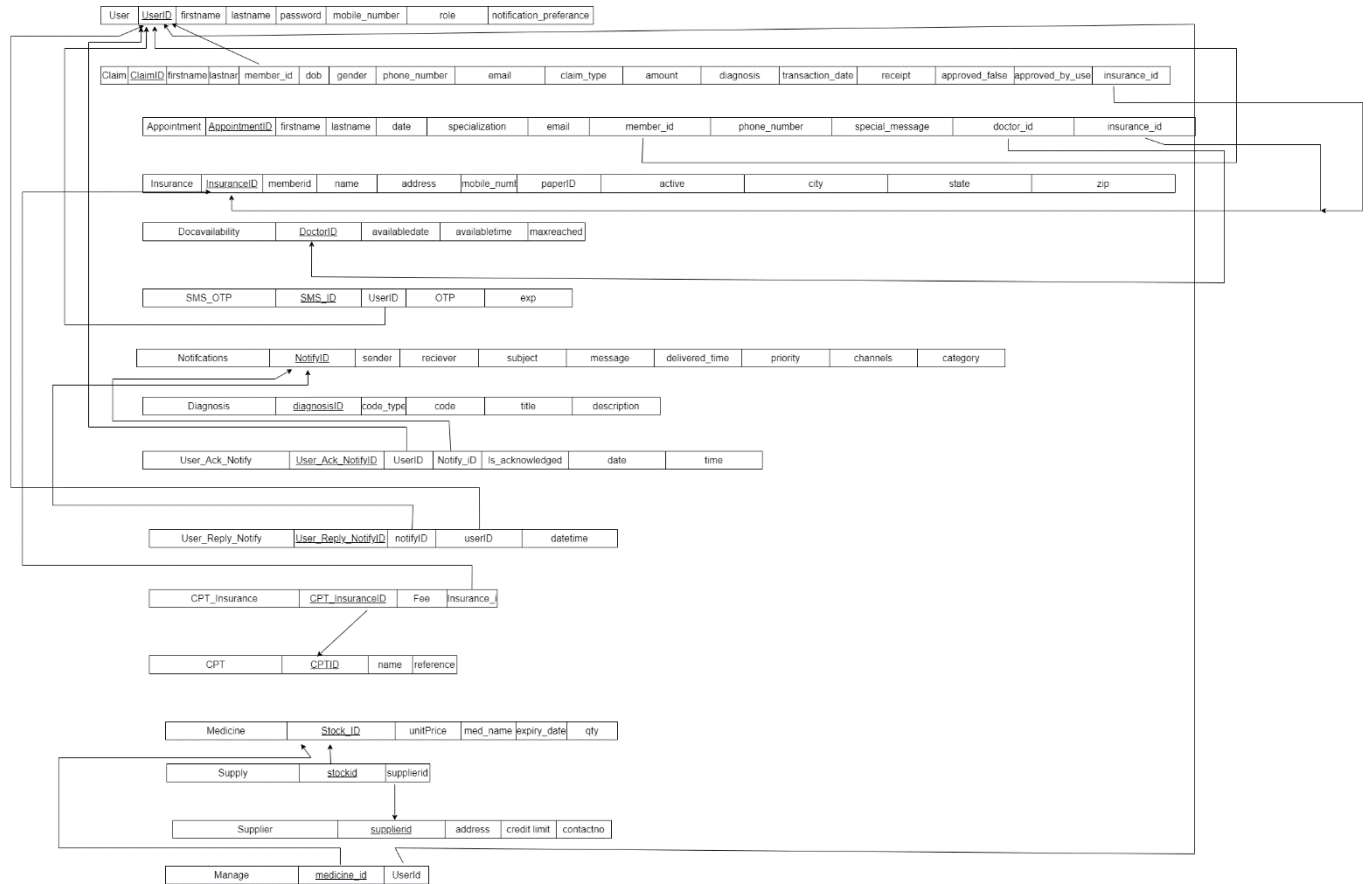 User UserID firstname lastname password mobile_number role notification_preferance
Claim ClaimID firstname lastnar member_id dob gender phone_number email claim_type amount diagnosis transaction_date receipt approved_false approved_by_use insurance_id
Appointment AppointmentID firstname lastname date specialization email member_id phone_number special_message doctor_id insurance_id
Insurance InsuranceID memberid name address mobile_numt paperID active city state zip
Docavailability DoctorID availabledate availabletime maxreached
SMS_OTP SMS_ID UserID OTP exp
Notifcations NotifyID sender reciever subject message delivered_time priority channels category
Diagnosis diagnosisID code_type code title description
User_Ack_Notify User_Ack_NotifyID UserID Notify_iD Is_acknowledged date time
User_Reply_Notify User_Reply_NotifyID notifyID userID datetime
CPT_Insurance CPT_InsuranceID Fee Insurance_i
CPT CPTID name reference
Medicine Stock_ID unitPrice med_name expiry_date qty
Supply stockid supplierid
Supplier supplierid address credit limit contactno
Manage medicine_id UserId